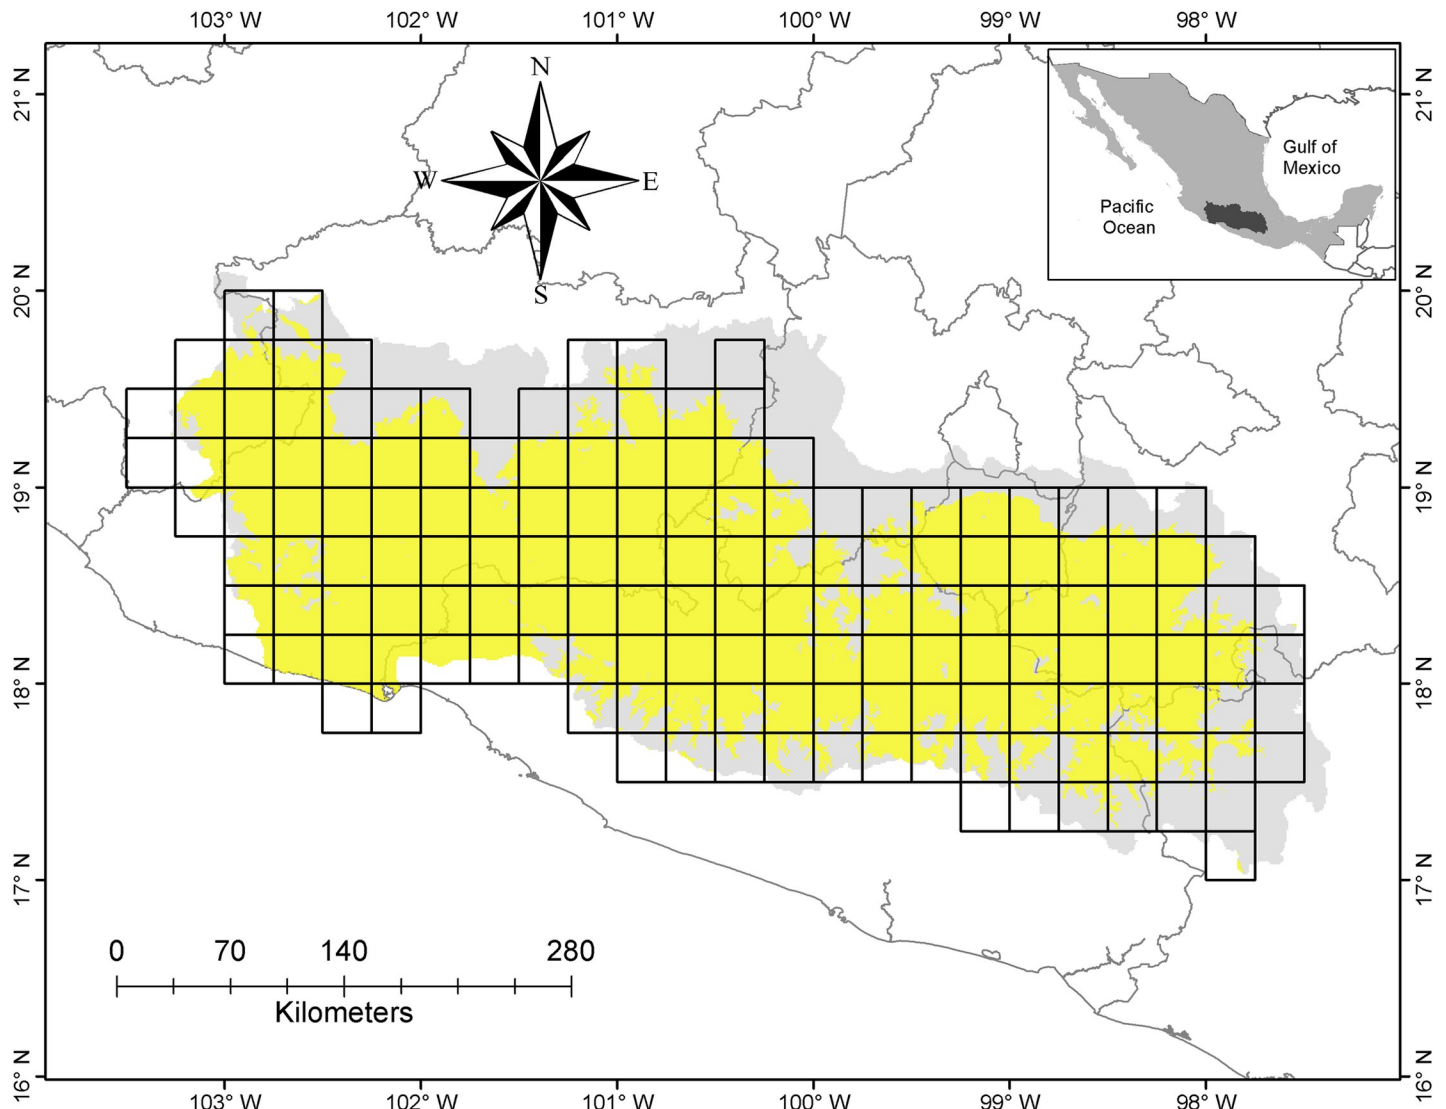 103° W 102° W 101° W 100° W 99° W 98° W
21° N
21° N
N
W E
S
Gulf of
Mexico
Pacific
Ocean
20° N
20° N
19° N
19° N
18° N
18° N
17° N
17° N
0 70 140 280
Kilometers
16° N
16° N
103° W 102° W 101° W 100° W 99° W 98° W